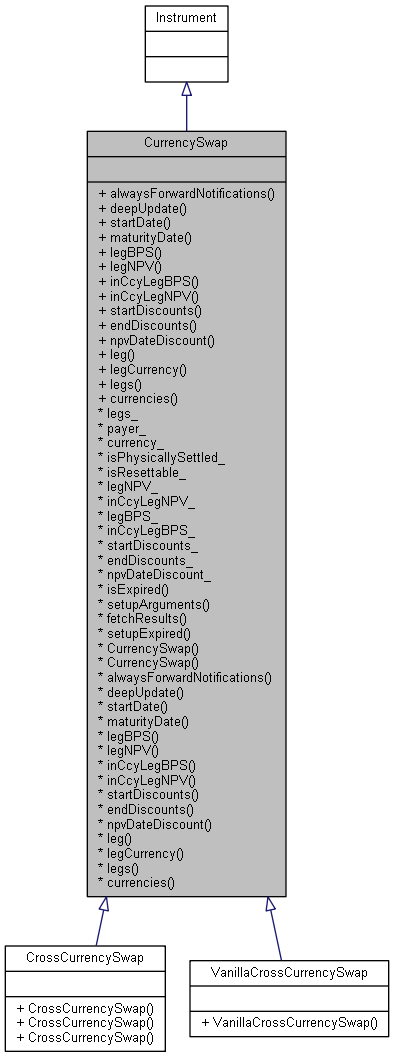 Instrument
CurrencySwap
+ alwaysForwardNotifications()
+ deepUpdate()
+ startDate()
+ maturityDate()
+ legBPS()
+ legNPV()
+ inCcyLegBPS()
+ inCcyLegNPV()
+ startDiscounts()
+ endDiscounts()
+ npvDateDiscount()
+ leg()
+ legCurrency()
+ legs()
+ currencies()
* legs_
* payer_
* currency_
* isPhysicallySettled_
* isResettable_
* legNPV_
* inCcyLegNPV_
* legBPS_
* inCcyLegBPS_
* startDiscounts_
* endDiscounts_
* npvDateDiscount_
* isExpired()
* setupArguments()
* fetchResults()
* setupExpired()
* CurrencySwap()
* CurrencySwap()
* alwaysForwardNotifications()
* deepUpdate()
* startDate()
* maturityDate()
* legBPS()
* legNPV()
* inCcyLegBPS()
* inCcyLegNPV()
* startDiscounts()
* endDiscounts()
* npvDateDiscount()
* leg()
* legCurrency()
* legs()
* currencies()
CrossCurrencySwap
+ CrossCurrencySwap()
+ CrossCurrencySwap()
+ CrossCurrencySwap()
VanillaCrossCurrencySwap
+ VanillaCrossCurrencySwap()